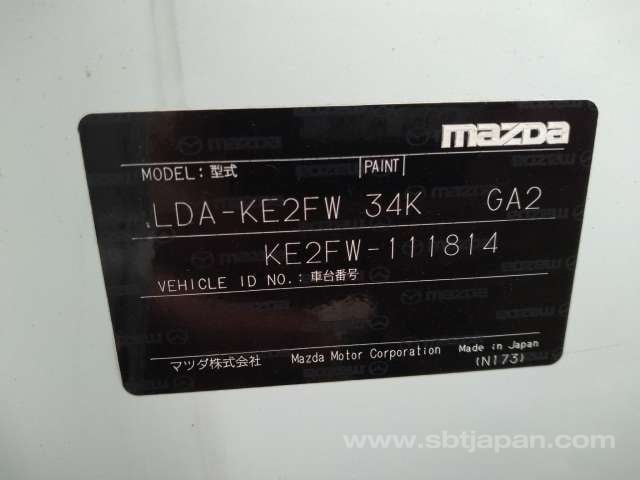 mazda
MODEL: 型式 PAINT
LDA-KE2FW 34K GA2
KE2FW-111814
VEHICLE ID NO.: 車台番号
マツダ株式会社 Mazda Motor Corporation Made in Japan
(N173)
www.sbtjapan.com